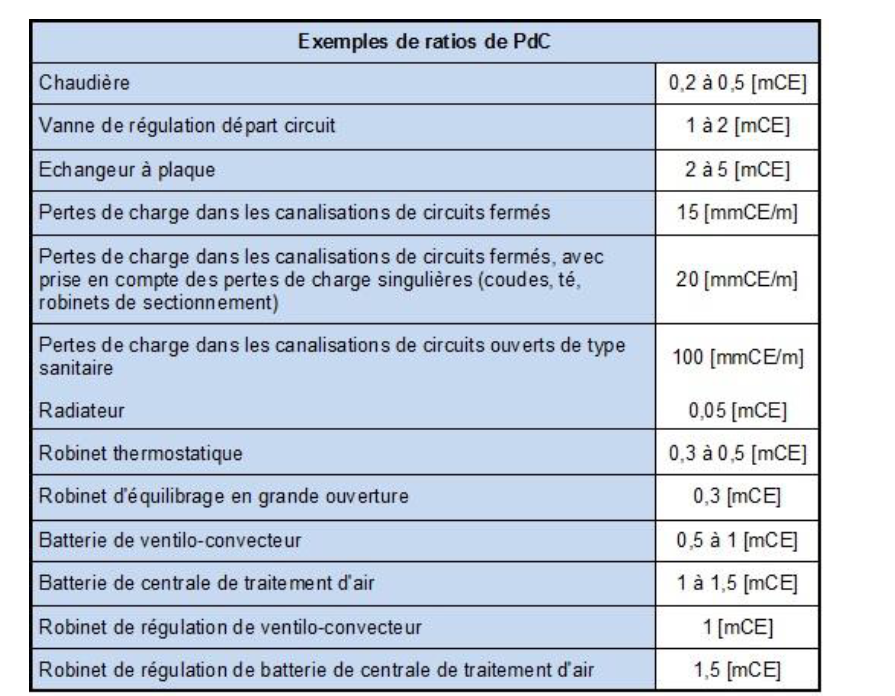 Exemples de ratios de PdC
Chaudière 0,2 à 0,5 [mCE]
Vanne de régulation départ circuit 1 à 2 [mCE]
Echangeur à plaque 2 à 5 [mCE]
Pertes de charge dans les canalisations de circuits fermés 15 [mmCE/m]
Pertes de charge dans les canalisations de circuits fermés, avec
prise en compte des pertes de charge singulières (coudes, té, 20 [mmCE/m]
robinets de sectionnement)
Pertes de charge dans les canalisations de circuits ouverts de type
sanitaire 100 [mmCE/m]
Radiateur 0,05 [mCE]
Robinet thermostatique 0,3 à 0,5 [mCE]
Robinet d'équilibrage en grande ouverture 0,3 [mCE]
Batterie de ventilo-convecteur 0,5 à 1 [mCE]
Batterie de centrale de traitement d'air 1 à 1,5 [mCE]
Robinet de régulation de ventilo-convecteur 1 [mCE]
Robinet de régulation de batterie de centrale de traitement d'air 1,5 [mCE]